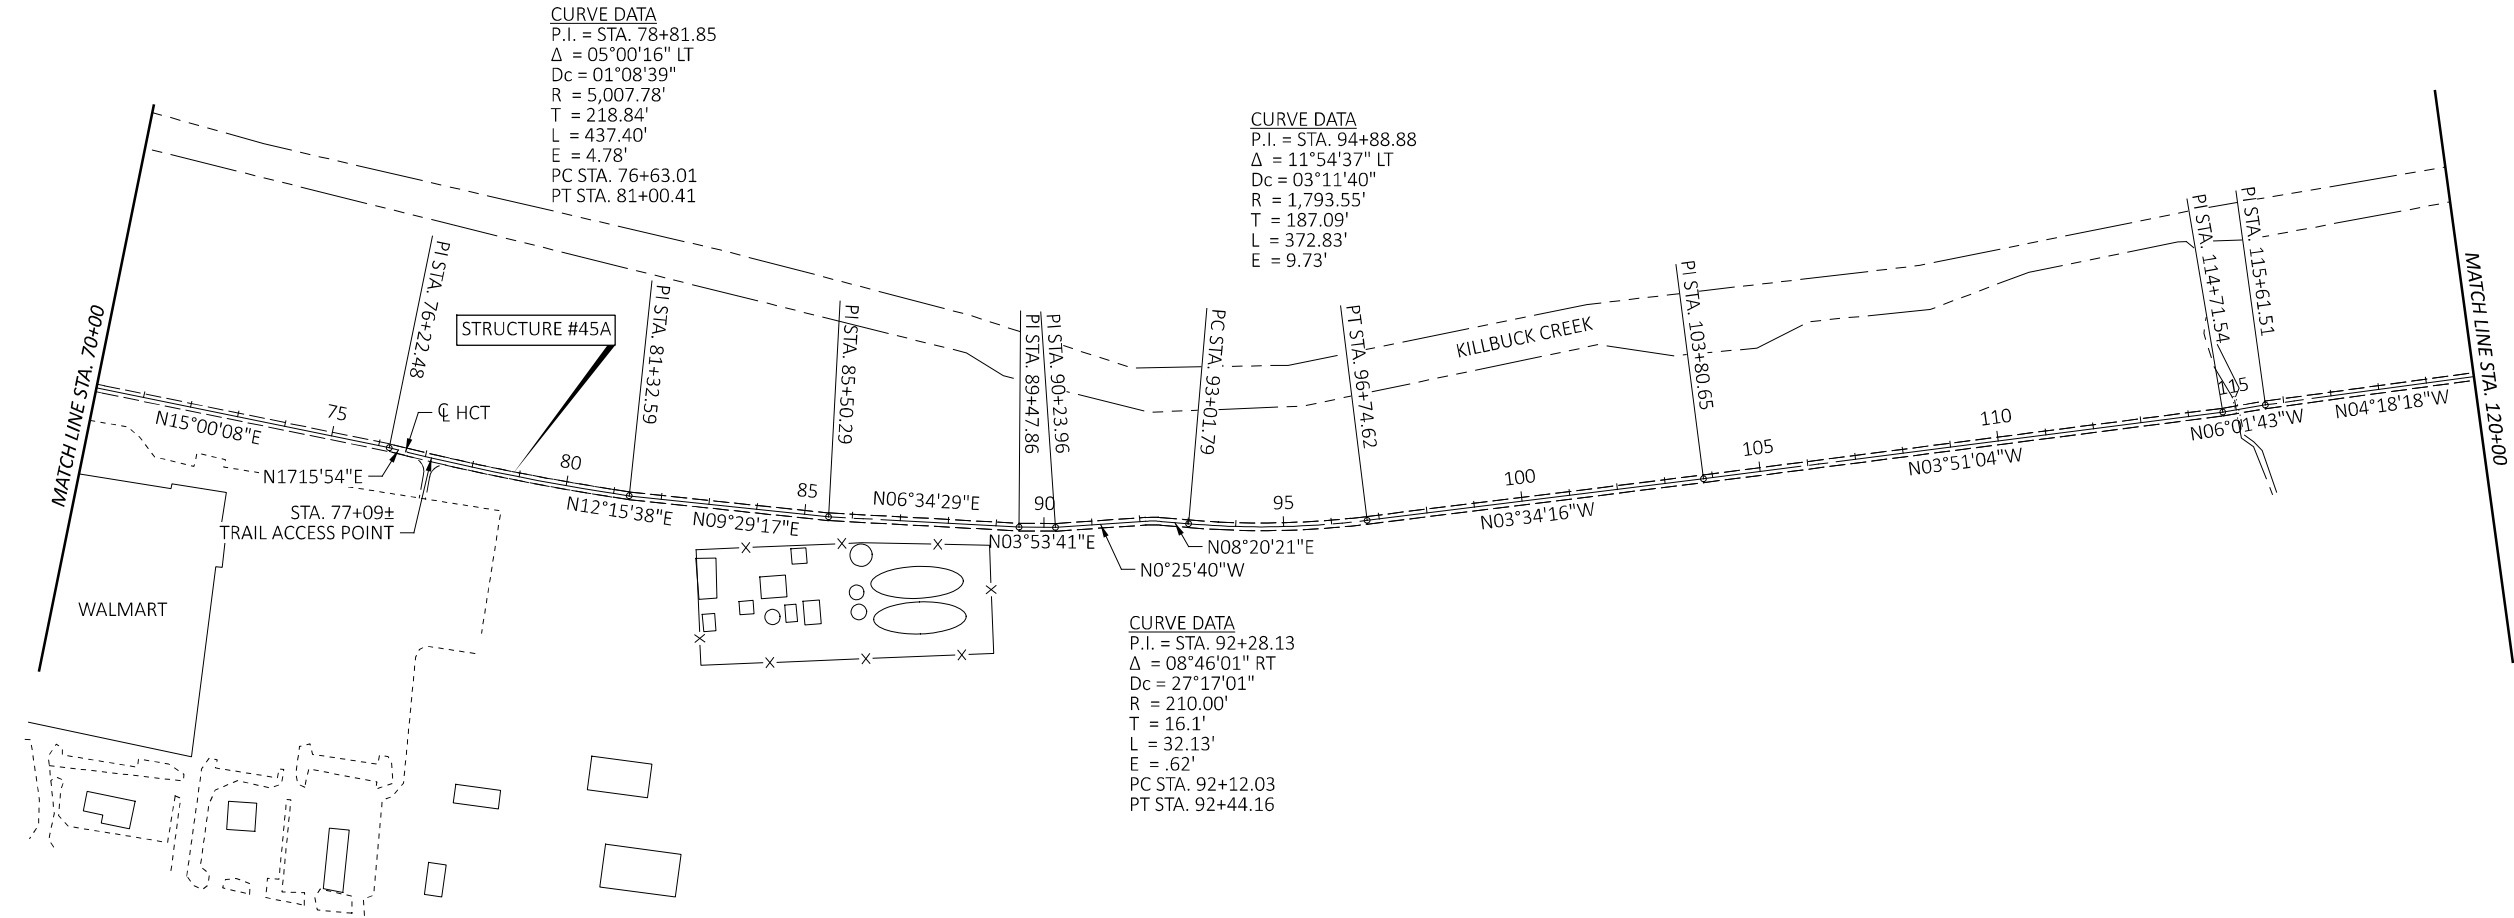 CURVE DATA
P.I. = STA. 78+81.85
Δ = 05°00'16" LT
Dc = 01°08'39"
R = 5,007.78'
T = 218.84'
L = 437.40'
E = 4.78'
PC STA. 76+63.01
PT STA. 81+00.41
CURVE DATA
P.I. = STA. 94+88.88
Δ = 11°54'37" LT
Dc = 03°11'40"
R = 1,793.55'
T = 187.09'
L = 372.83'
E = 9.73'
MATCH LINE STA. 70+00
PI STA. 76+22.48
STRUCTURE #45A
PI STA. 81+32.59
PI STA. 85+50.29
PI STA. 89+47.86
PI STA. 90+23.96
PC STA. 93+01.79
PT STA. 96+74.62
KILLBUCK CREEK
PI STA. 103+80.65
PI STA. 114+71.54
PI STA. 115+61.51
MATCH LINE STA. 120+00
75
℄ HCT
80
85
90
95
100
105
110
115
N15°00'08"E
N1715'54"E
N12°15'38"E
N09°29'17"E
N06°34'29"E
N03°53'41"E
N08°20'21"E
N0°25'40"W
N03°34'16"W
N03°51'04"W
N06°01'43"W
N04°18'18"W
STA. 77+09±
TRAIL ACCESS POINT
WALMART
X
X
X
X
X
X
X
X
CURVE DATA
P.I. = STA. 92+28.13
Δ = 08°46'01" RT
Dc = 27°17'01"
R = 210.00'
T = 16.1'
L = 32.13'
E = .62'
PC STA. 92+12.03
PT STA. 92+44.16